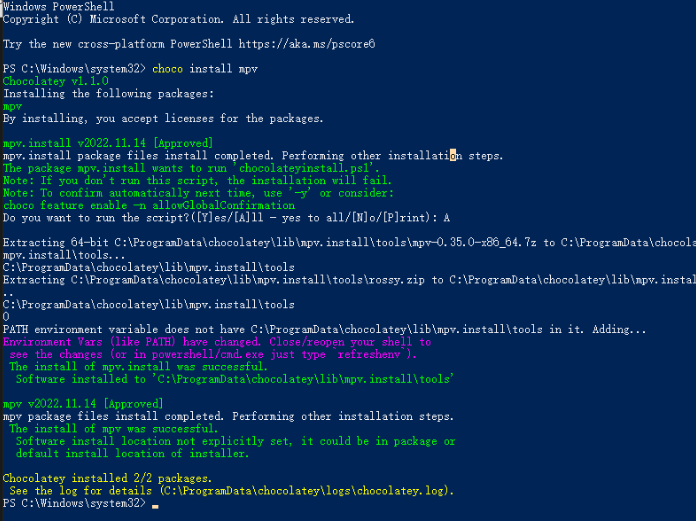 Windows PowerShell
Copyright (C) Microsoft Corporation. All rights reserved.
Try the new cross-platform PowerShell https://aka.ms/pscore6
PS C:\Windows\system32> choco install mpv
Chocolatey v1.1.0
Installing the following packages:
mpv
By installing, you accept licenses for the packages.
mpv.install v2022.11.14 [Approved]
mpv.install package files install completed. Performing other installation steps.
The package mpv.install wants to run 'chocolateyinstall.ps1'.
Note: If you don't run this script, the installation will fail.
Note: To confirm automatically next time, use '-y' or consider:
choco feature enable -n allowGlobalConfirmation
Do you want to run the script?([Y]es/[A]ll - yes to all/[N]o/[P]rint): A
Extracting 64-bit C:\ProgramData\chocolatey\lib\mpv.install\tools\mpv-0.35.0-x86_64.7z to C:\ProgramData\chocols
mpv.install\tools...
C:\ProgramData\chocolatey\lib\mpv.install\tools
Extracting C:\ProgramData\chocolatey\lib\mpv.install\tools\rossy.zip to C:\ProgramData\chocolatey\lib\mpv.instal
..
C:\ProgramData\chocolatey\lib\mpv.install\tools
0
PATH environment variable does not have C:\ProgramData\chocolatey\lib\mpv.install\tools in it. Adding...
Environment Vars (like PATH) have changed. Close/reopen your shell to
see the changes (or in powershell/cmd.exe just type `refreshenv`).
The install of mpv.install was successful.
Software installed to 'C:\ProgramData\chocolatey\lib\mpv.install\tools'
mpv v2022.11.14 [Approved]
mpv package files install completed. Performing other installation steps.
The install of mpv was successful.
Software install location not explicitly set, it could be in package or
default install location of installer.
Chocolatey installed 2/2 packages.
See the log for details (C:\ProgramData\chocolatey\logs\chocolatey.log).
PS C:\Windows\system32>